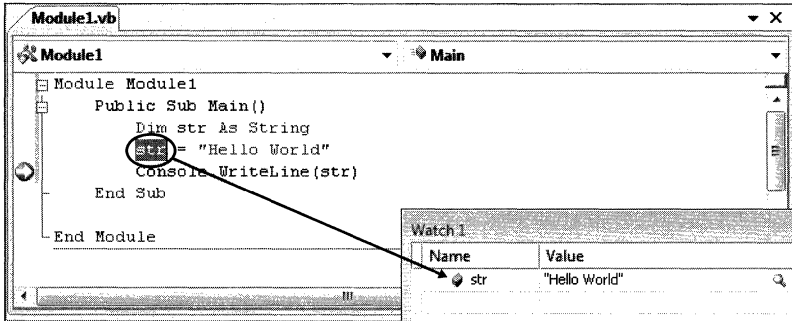 Module1.vb
Module1 Main
Module Module1
Public Sub Main()
Dim str As String
str = "Hello World"
Console.WriteLine(str)
End Sub
End Module
Watch 1
Name Value
str "Hello World"